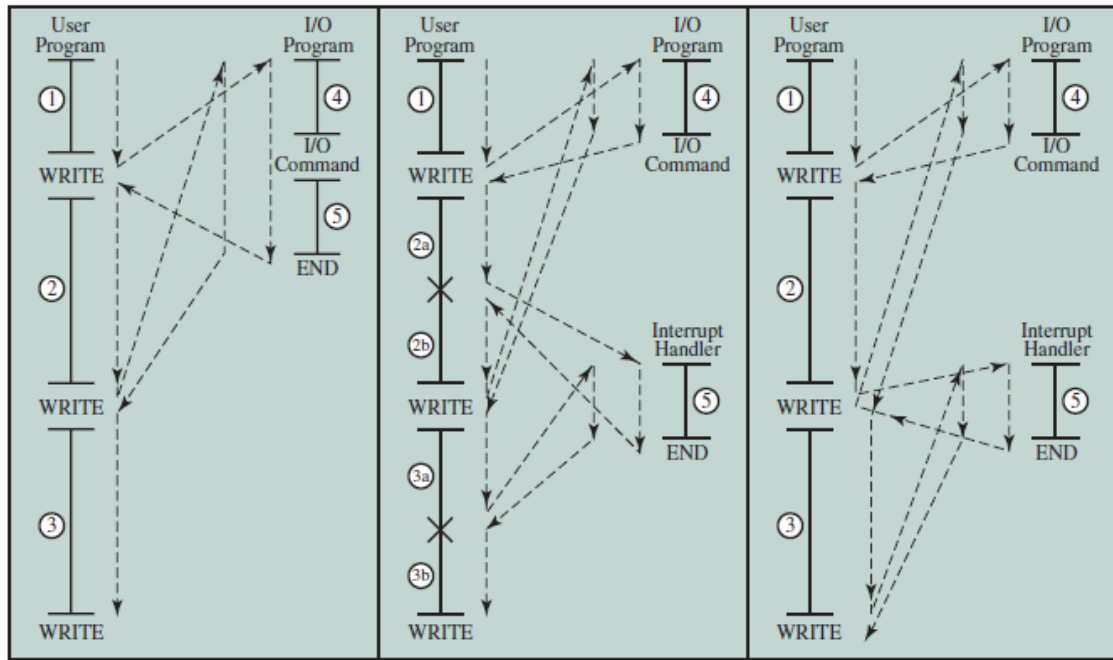 User
Program
I/O
Program
1
4
I/O
Command
WRITE
5
END
2
WRITE
3
WRITE
User
Program
I/O
Program
1
4
I/O
Command
WRITE
2a
2b
Interrupt
Handler
5
END
WRITE
3a
3b
WRITE
User
Program
I/O
Program
1
4
I/O
Command
WRITE
2
Interrupt
Handler
5
END
WRITE
3
WRITE